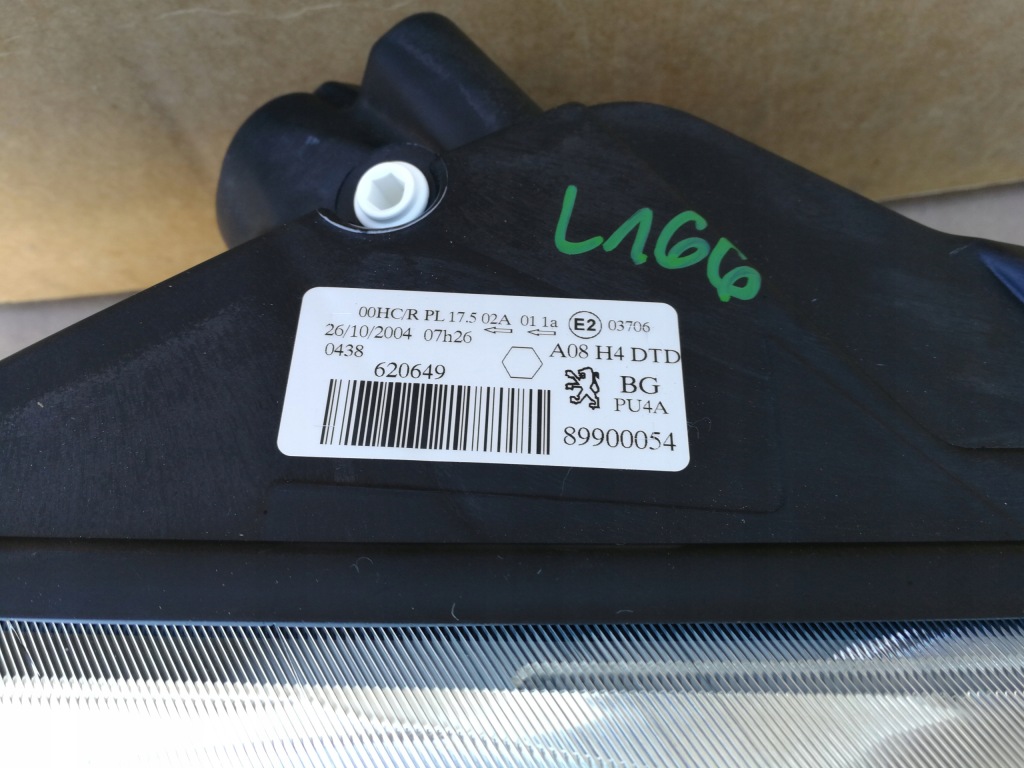 L166
00HC/R PL 17.5 02A 01 1a E2 03706
26/10/2004 07h26
0438 A08 H4 DTD
620649 BG
PU4A
89900054